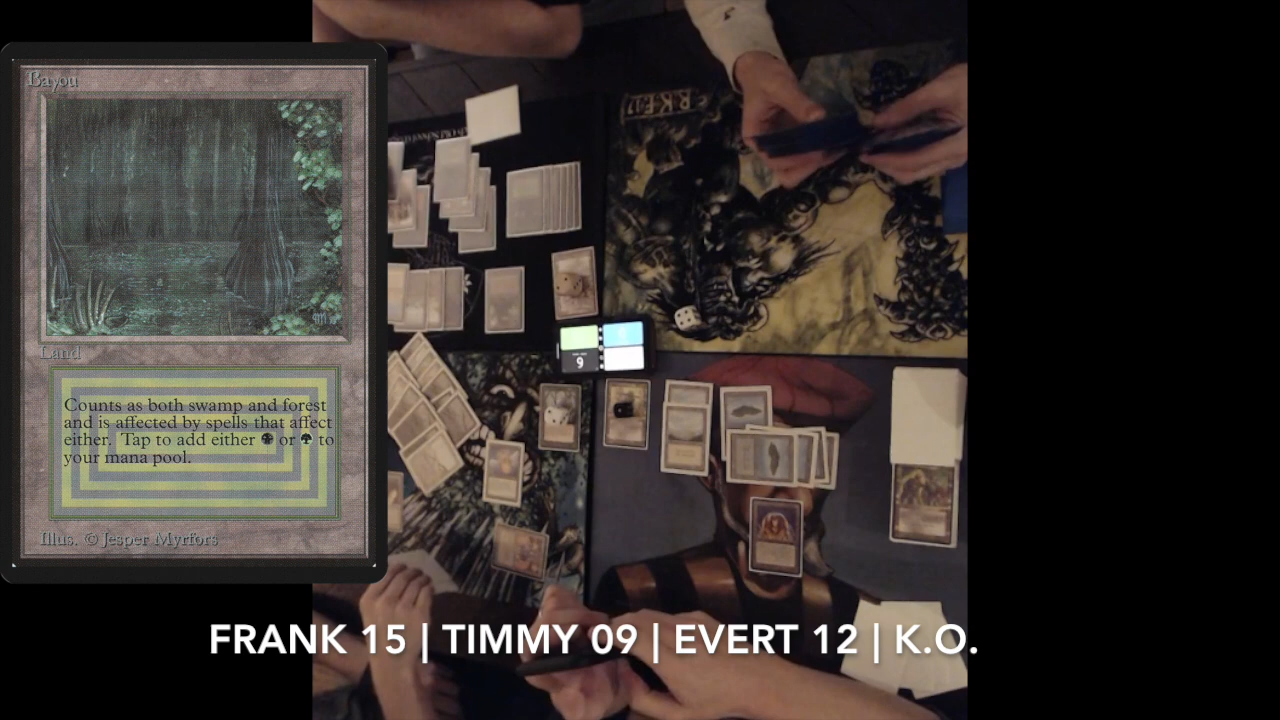 Bayou
Land
Counts as both swamp and forest
and is affected by spells that affect
either. Tap to add either or to
your mana pool.
Illus. © Jesper Myrfors
9
FRANK 15 | TIMMY 09 | EVERT 12 | K.O.